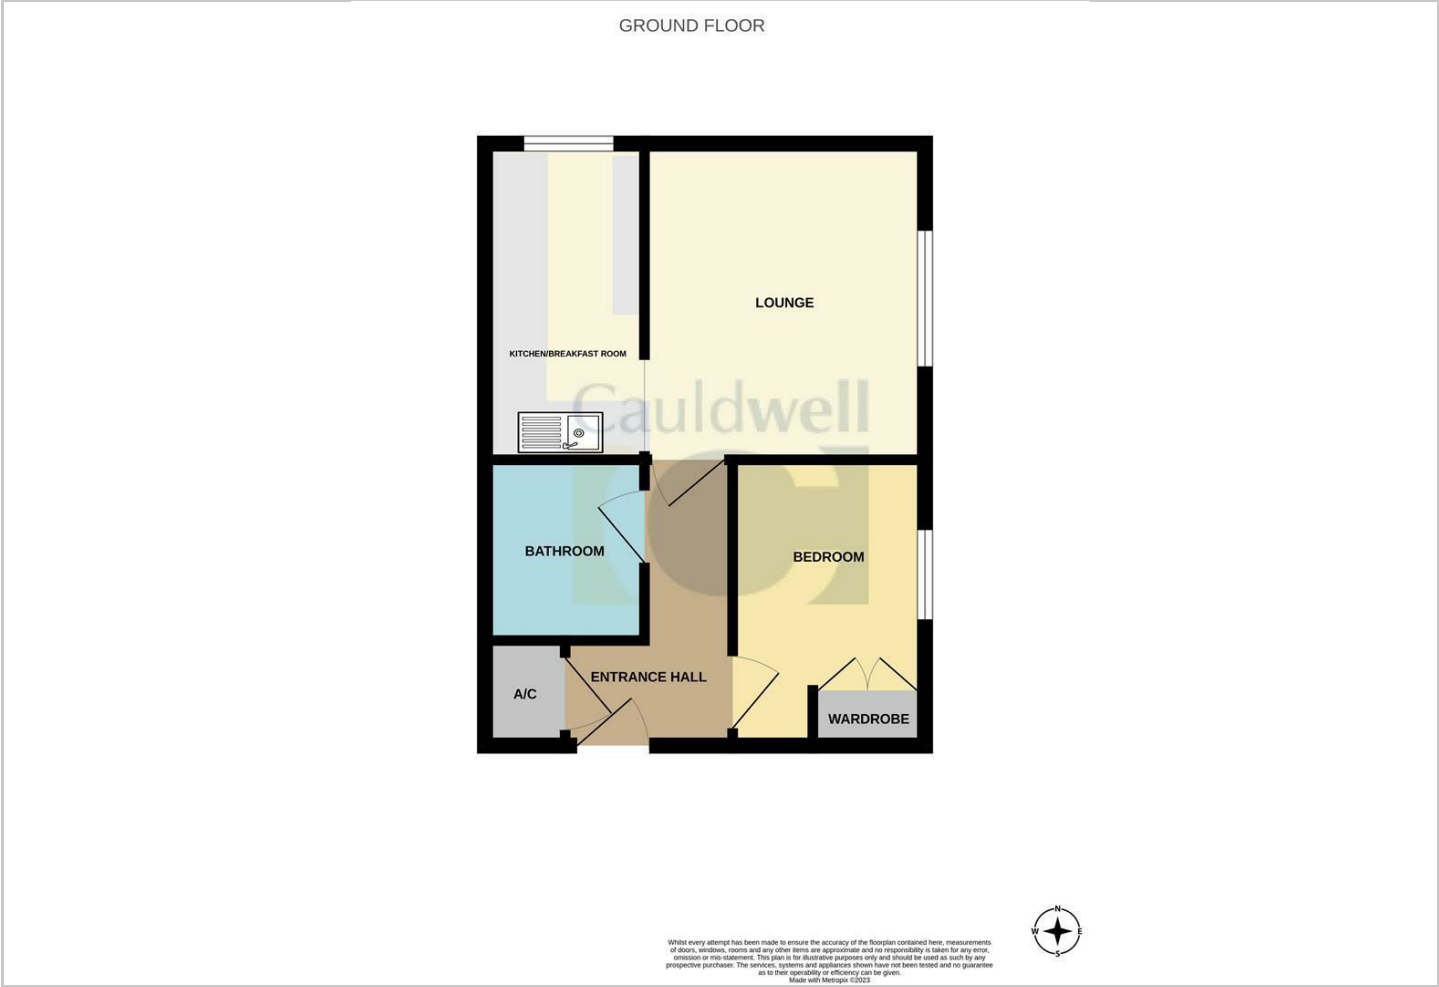 GROUND FLOOR
LOUNGE
KITCHEN/BREAKFAST ROOM
Cauldwell
BATHROOM
BEDROOM
ENTRANCE HALL
A/C
WARDROBE
N
W E
S
Whilst every attempt has been made to ensure the accuracy of the floorplan contained here, measurements
of doors, windows, rooms and any other items are approximate and no responsibility is taken for any error,
omission or mis-statement. This plan is for illustrative purposes only and should be used as such by any
prospective purchaser. The services, systems and appliances shown have not been tested and no guarantee
as to their operability or efficiency can be given.
Made with Metropix ©2023